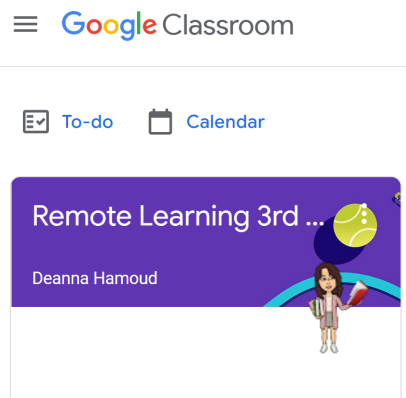 Google Classroom
To-do Calendar
Remote Learning 3rd ...
Deanna Hamoud